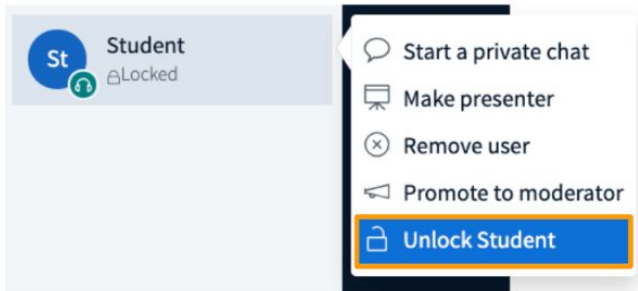 St
Student
Locked
Start a private chat
Make presenter
Remove user
Promote to moderator
Unlock Student